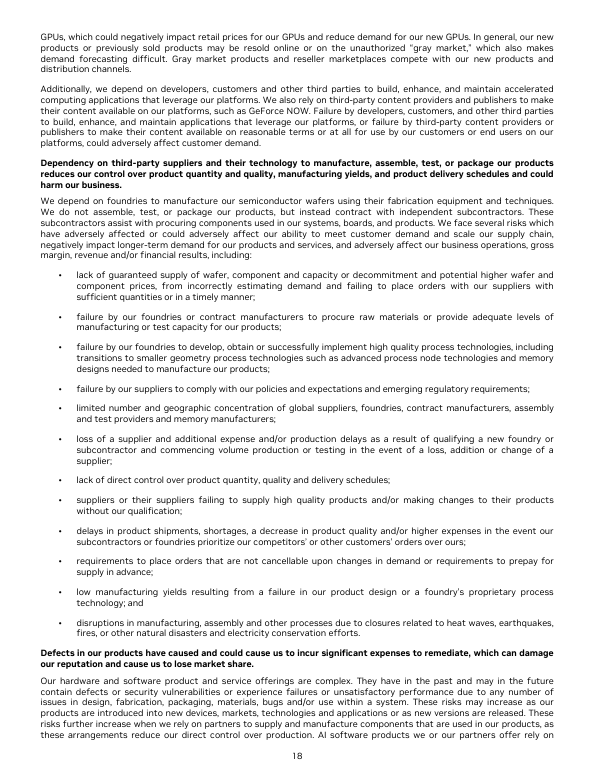 GPUs, which could negatively impact retail prices for our GPUs and reduce demand for our new GPUs. In general, our new
products or previously sold products may be resold online or on the unauthorized “gray market,” which also makes
demand forecasting difficult. Gray market products and reseller marketplaces compete with our new products and
distribution channels.
Additionally, we depend on developers, customers and other third parties to build, enhance, and maintain accelerated
computing applications that leverage our platforms. We also rely on third-party content providers and publishers to make
their content available on our platforms, such as GeForce NOW. Failure by developers, customers, and other third parties
to build, enhance, and maintain applications that leverage our platforms, or failure by third-party content providers or
publishers to make their content available on reasonable terms or at all for use by our customers or end users on our
platforms, could adversely affect customer demand.
Dependency on third-party suppliers and their technology to manufacture, assemble, test, or package our products
reduces our control over product quantity and quality, manufacturing yields, and product delivery schedules and could
harm our business.
We depend on foundries to manufacture our semiconductor wafers using their fabrication equipment and techniques.
We do not assemble, test, or package our products, but instead contract with independent subcontractors. These
subcontractors assist with procuring components used in our systems, boards, and products. We face several risks which
have adversely affected or could adversely affect our ability to meet customer demand and scale our supply chain,
negatively impact longer-term demand for our products and services, and adversely affect our business operations, gross
margin, revenue and/or financial results, including:
• lack of guaranteed supply of wafer, component and capacity or decommitment and potential higher wafer and
component prices, from incorrectly estimating demand and failing to place orders with our suppliers with
sufficient quantities or in a timely manner;
• failure by our foundries or contract manufacturers to procure raw materials or provide adequate levels of
manufacturing or test capacity for our products;
• failure by our foundries to develop, obtain or successfully implement high quality process technologies, including
transitions to smaller geometry process technologies such as advanced process node technologies and memory
designs needed to manufacture our products;
• failure by our suppliers to comply with our policies and expectations and emerging regulatory requirements;
• limited number and geographic concentration of global suppliers, foundries, contract manufacturers, assembly
and test providers and memory manufacturers;
• loss of a supplier and additional expense and/or production delays as a result of qualifying a new foundry or
subcontractor and commencing volume production or testing in the event of a loss, addition or change of a
supplier;
• lack of direct control over product quantity, quality and delivery schedules;
• suppliers or their suppliers failing to supply high quality products and/or making changes to their products
without our qualification;
• delays in product shipments, shortages, a decrease in product quality and/or higher expenses in the event our
subcontractors or foundries prioritize our competitors’ or other customers’ orders over ours;
• requirements to place orders that are not cancellable upon changes in demand or requirements to prepay for
supply in advance;
• low manufacturing yields resulting from a failure in our product design or a foundry’s proprietary process
technology; and
• disruptions in manufacturing, assembly and other processes due to closures related to heat waves, earthquakes,
fires, or other natural disasters and electricity conservation efforts.
Defects in our products have caused and could cause us to incur significant expenses to remediate, which can damage
our reputation and cause us to lose market share.
Our hardware and software product and service offerings are complex. They have in the past and may in the future
contain defects or security vulnerabilities or experience failures or unsatisfactory performance due to any number of
issues in design, fabrication, packaging, materials, bugs and/or use within a system. These risks may increase as our
products are introduced into new devices, markets, technologies and applications or as new versions are released. These
risks further increase when we rely on partners to supply and manufacture components that are used in our products, as
these arrangements reduce our direct control over production. AI software products we or our partners offer rely on
18